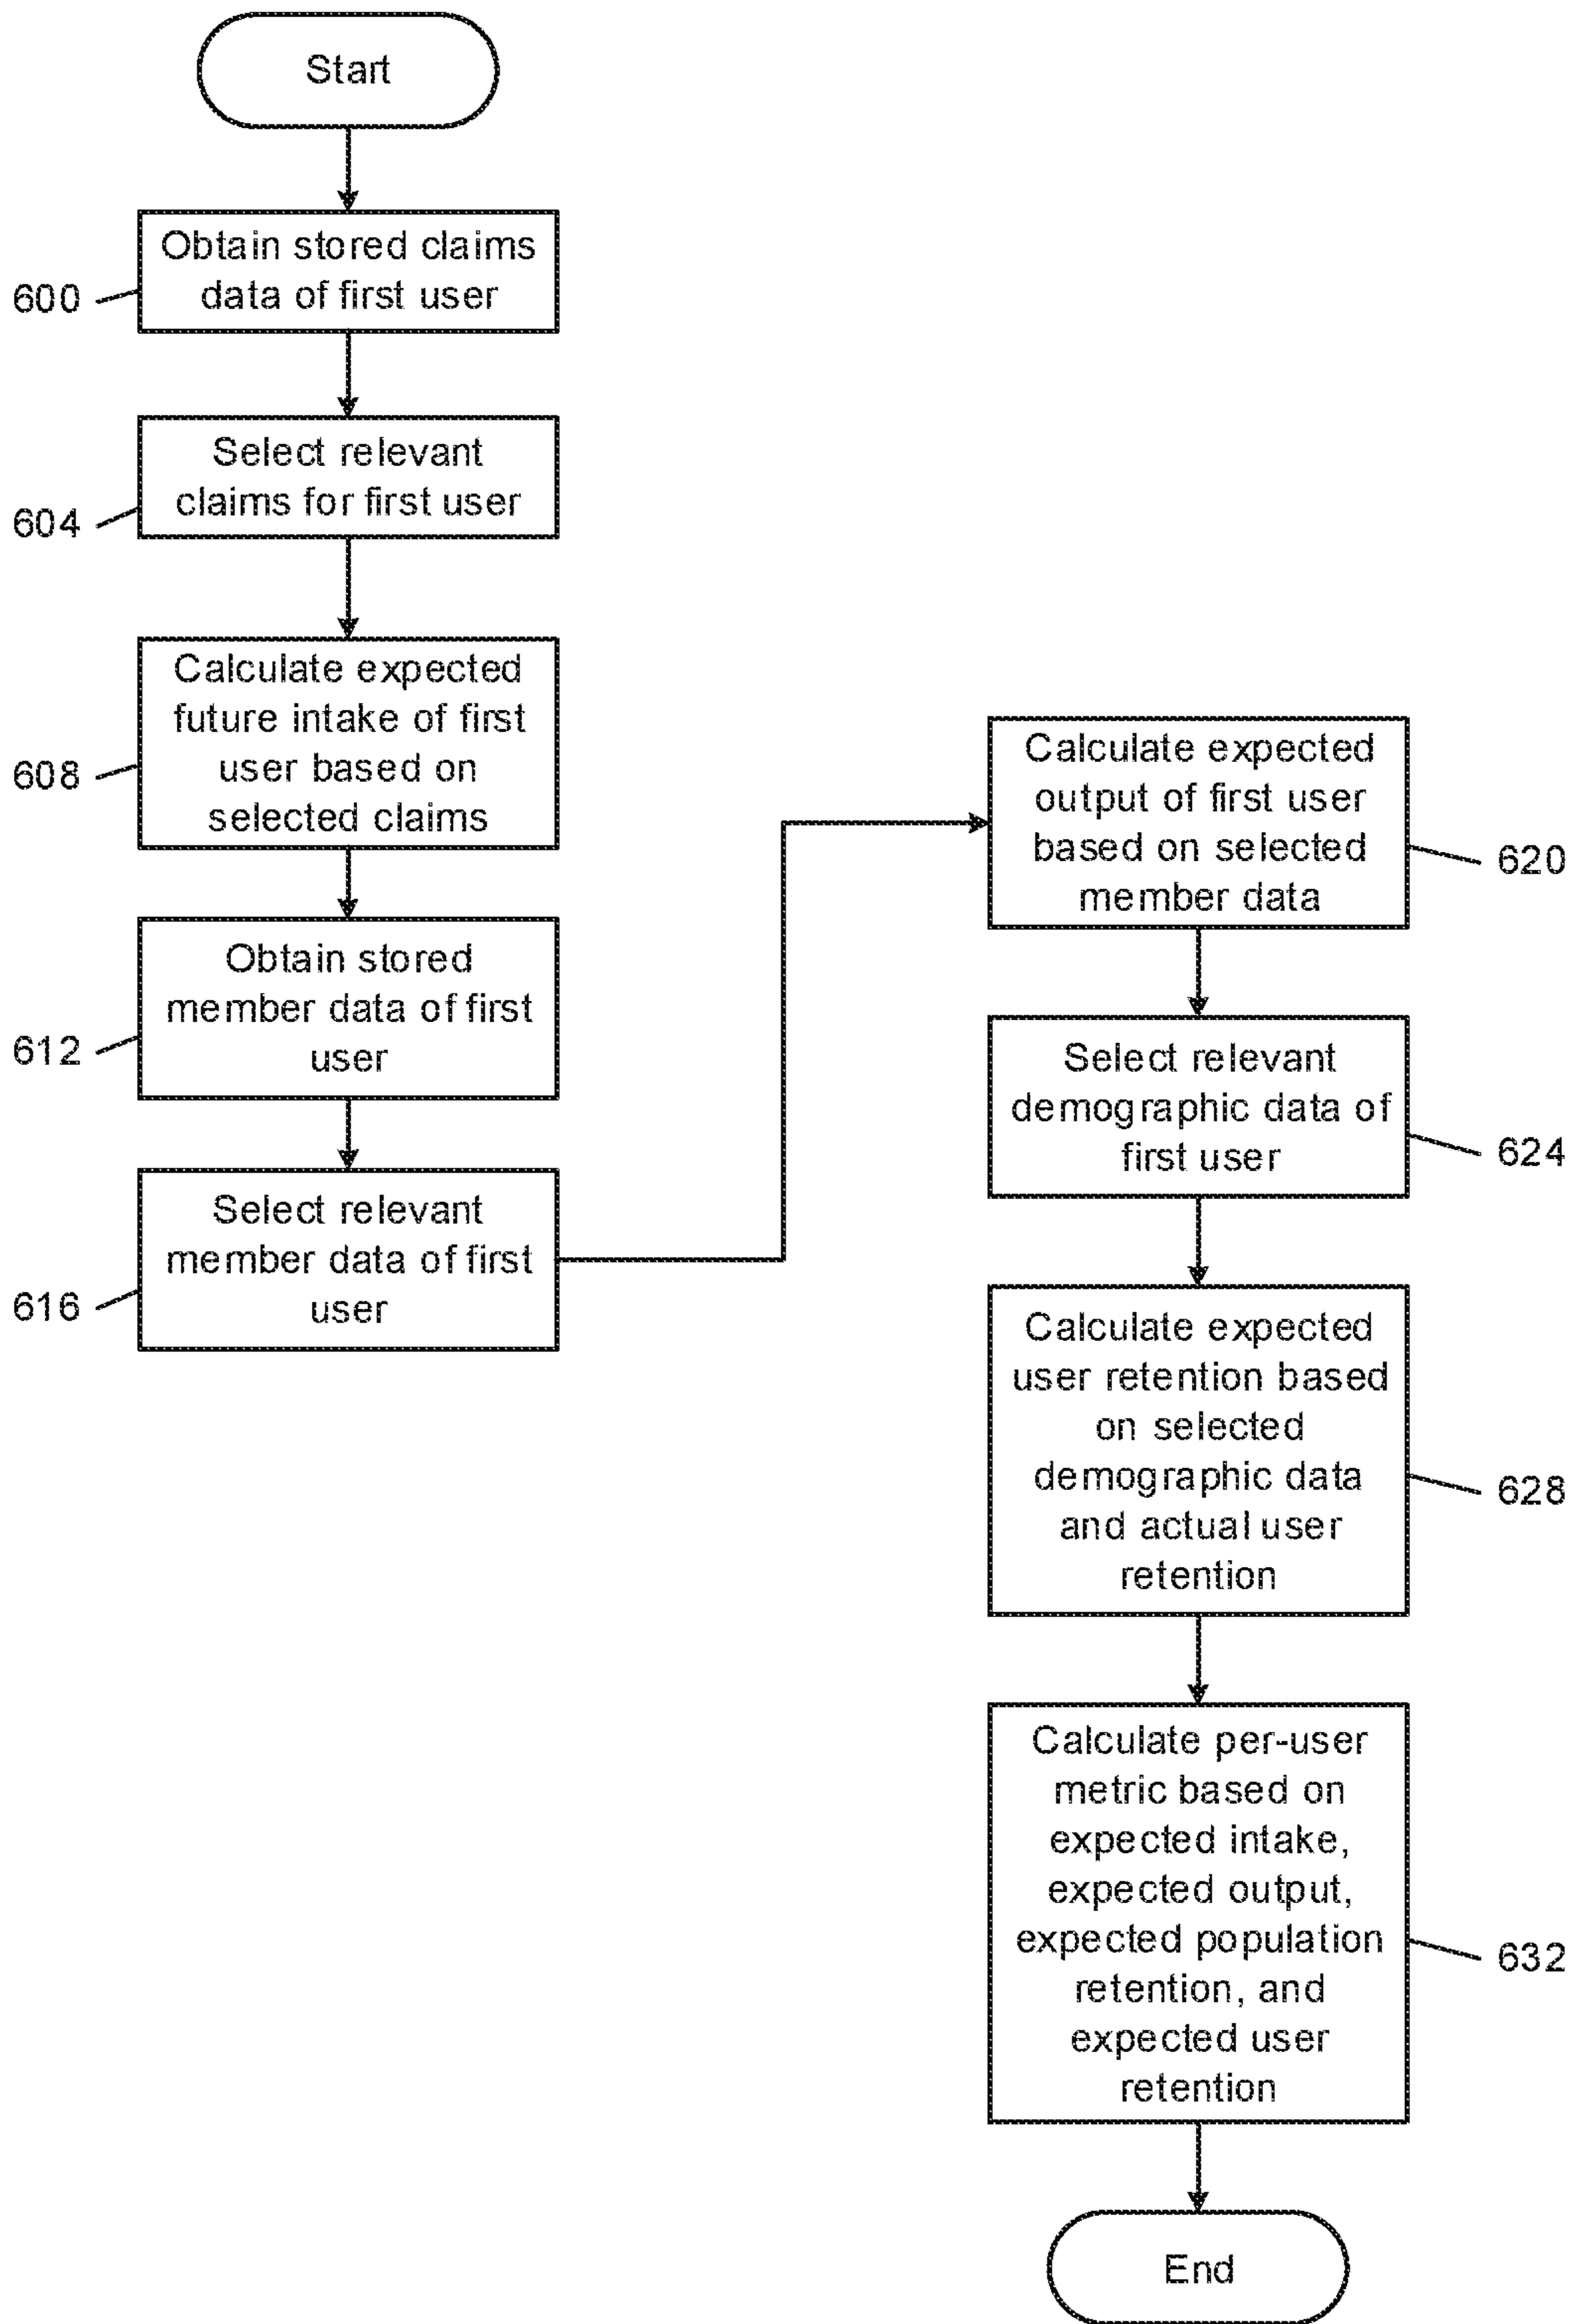 Start
Obtain stored claims
data of first user
600
Select relevant
claims for first user
604
Calculate expected
future intake of first
user based on
selected claims
608
Obtain stored
member data of first
user
612
Select relevant
member data of first
user
616
Calculate expected
output of first user
based on selected
member data
620
Select relevant
demographic data of
first user
624
Calculate expected
user retention based
on selected
demographic data
and actual user
retention
628
Calculate per-user
metric based on
expected intake,
expected output,
expected population
retention, and
expected user
retention
632
End